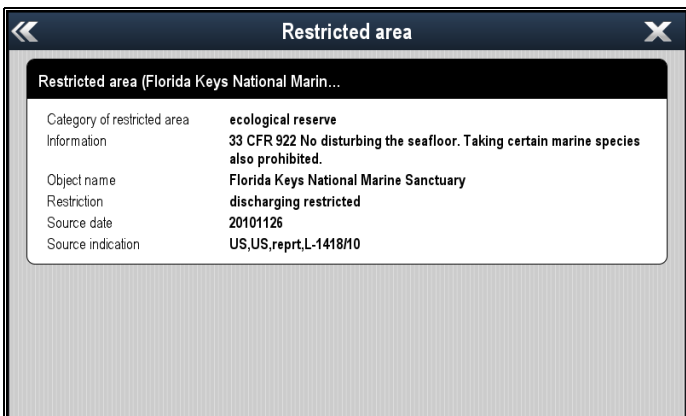 Restricted area
Restricted area (Florida Keys National Marin...
Category of restricted area ecological reserve
Information 33 CFR 922 No disturbing the seafloor. Taking certain marine species
also prohibited.
Object name Florida Keys National Marine Sanctuary
Restriction discharging restricted
Source date 20101126
Source indication US,US,reprt,L-1418/10